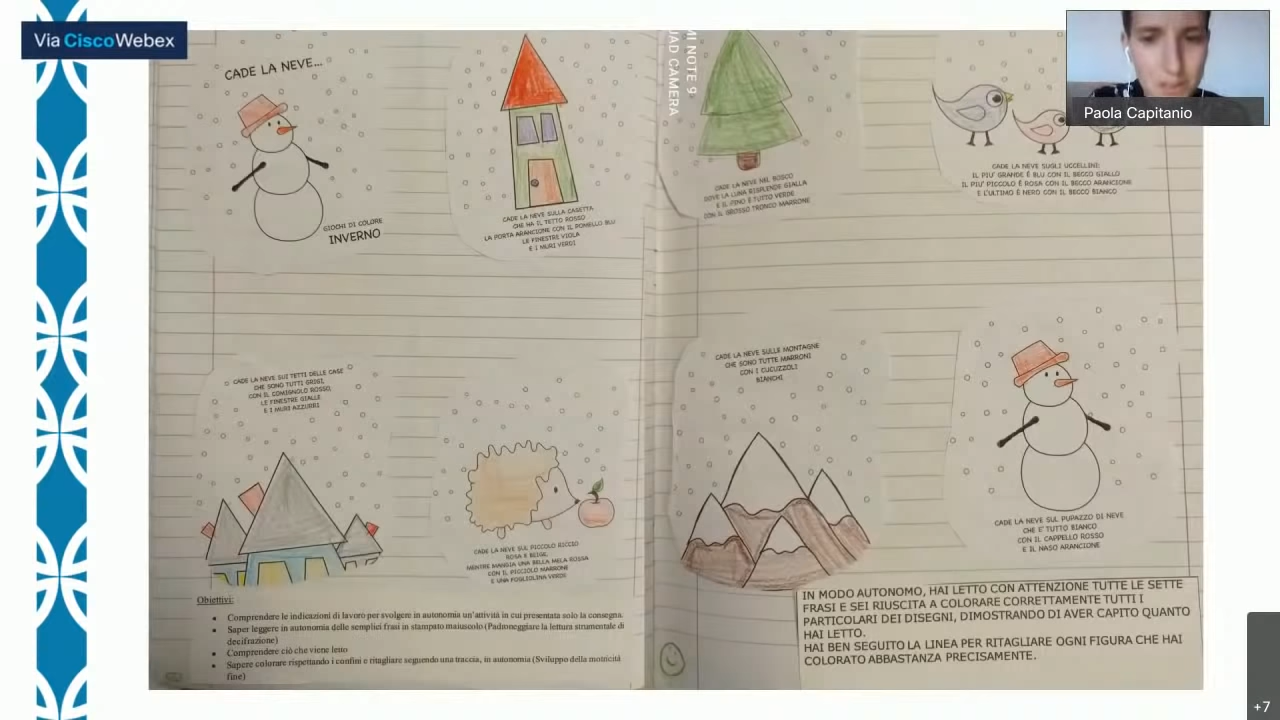 Via Cisco Webex
Paola Capitanio
CADE LA NEVE...
GIOCHI DI COLORE
INVERNO
CADE LA NEVE SULLA CASETTA
CHE HA IL TETTO ROSSO
LA PORTA ARANCIONE CON IL POMELLO BLU
LE FINESTRE VIOLA
E I MURI VERDI
MI NOTE 9
UAD CAMERA
CADE LA NEVE NEL BOSCO
DOVE LA LUNA RISPLENDE GIALLA
E IL PINO È TUTTO VERDE
CON IL GROSSO TRONCO MARRONE
CADE LA NEVE SUGLI UCCELLINI:
IL PIU' GRANDE È BLU CON IL BECCO GIALLO
IL PIU' PICCOLO È ROSA CON IL BECCO ARANCIONE
E L'ULTIMO È NERO CON IL BECCO BIANCO
CADE LA NEVE SUI TETTI DELLE CASE
CHE SONO TUTTI GRIGI,
CON IL COMIGNOLO ROSSO,
LE FINESTRE GIALLE
E I MURI AZZURRI
CADE LA NEVE SUL PICCOLO RICCIO
ROSA E BEIGE,
MENTRE MANGIA UNA BELLA MELA ROSSA
CON IL PICCIOLO MARRONE
E UNA FOGLIOLINA VERDE
CADE LA NEVE SULLE MONTAGNE
CHE SONO TUTTE MARRONI
CON I CUCUZZOLI
BIANCHI
CADE LA NEVE SUL PUPAZZO DI NEVE
CHE E' TUTTO BIANCO
CON IL CAPPELLO ROSSO
E IL NASO ARANCIONE
Obiettivi:
• Comprendere le indicazioni di lavoro per svolgere in autonomia un'attività in cui presentata solo la consegna.
• Saper leggere in autonomia delle semplici frasi in stampato maiuscolo (Padroneggiare la lettura strumentale di
decifrazione)
• Comprendere ciò che viene letto
• Sapere colorare rispettando i confini e ritagliare seguendo una traccia, in autonomia (Sviluppo della motricità
fine)
IN MODO AUTONOMO, HAI LETTO CON ATTENZIONE TUTTE LE SETTE
FRASI E SEI RIUSCITA A COLORARE CORRETTAMENTE TUTTI I
PARTICOLARI DEI DISEGNI, DIMOSTRANDO DI AVER CAPITO QUANTO
HAI LETTO.
HAI BEN SEGUITO LA LINEA PER RITAGLIARE OGNI FIGURA CHE HAI
COLORATO ABBASTANZA PRECISAMENTE.
+7